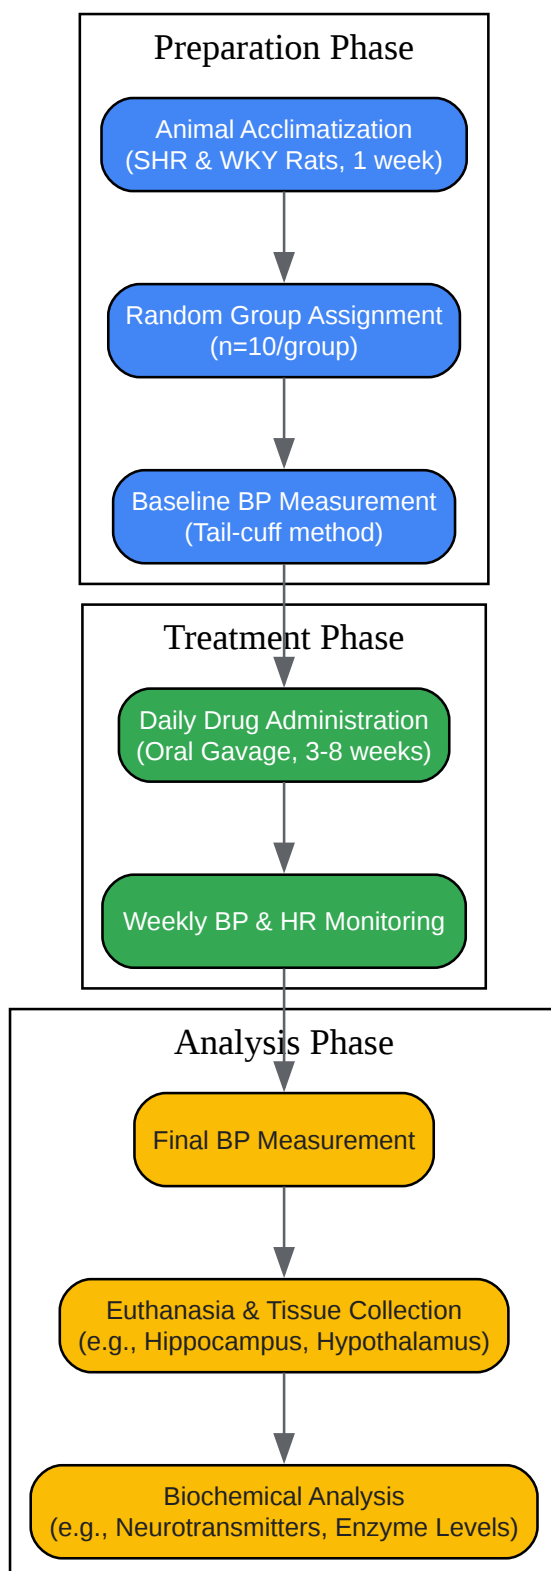 Preparation Phase
Animal Acclimatization
(SHR & WKY Rats, 1 week)
Random Group Assignment
(n=10/group)
Baseline BP Measurement
(Tail-cuff method)
Treatment Phase
Daily Drug Administration
(Oral Gavage, 3-8 weeks)
Weekly BP & HR Monitoring
Analysis Phase
Final BP Measurement
Euthanasia & Tissue Collection
(e.g., Hippocampus, Hypothalamus)
Biochemical Analysis
(e.g., Neurotransmitters, Enzyme Levels)